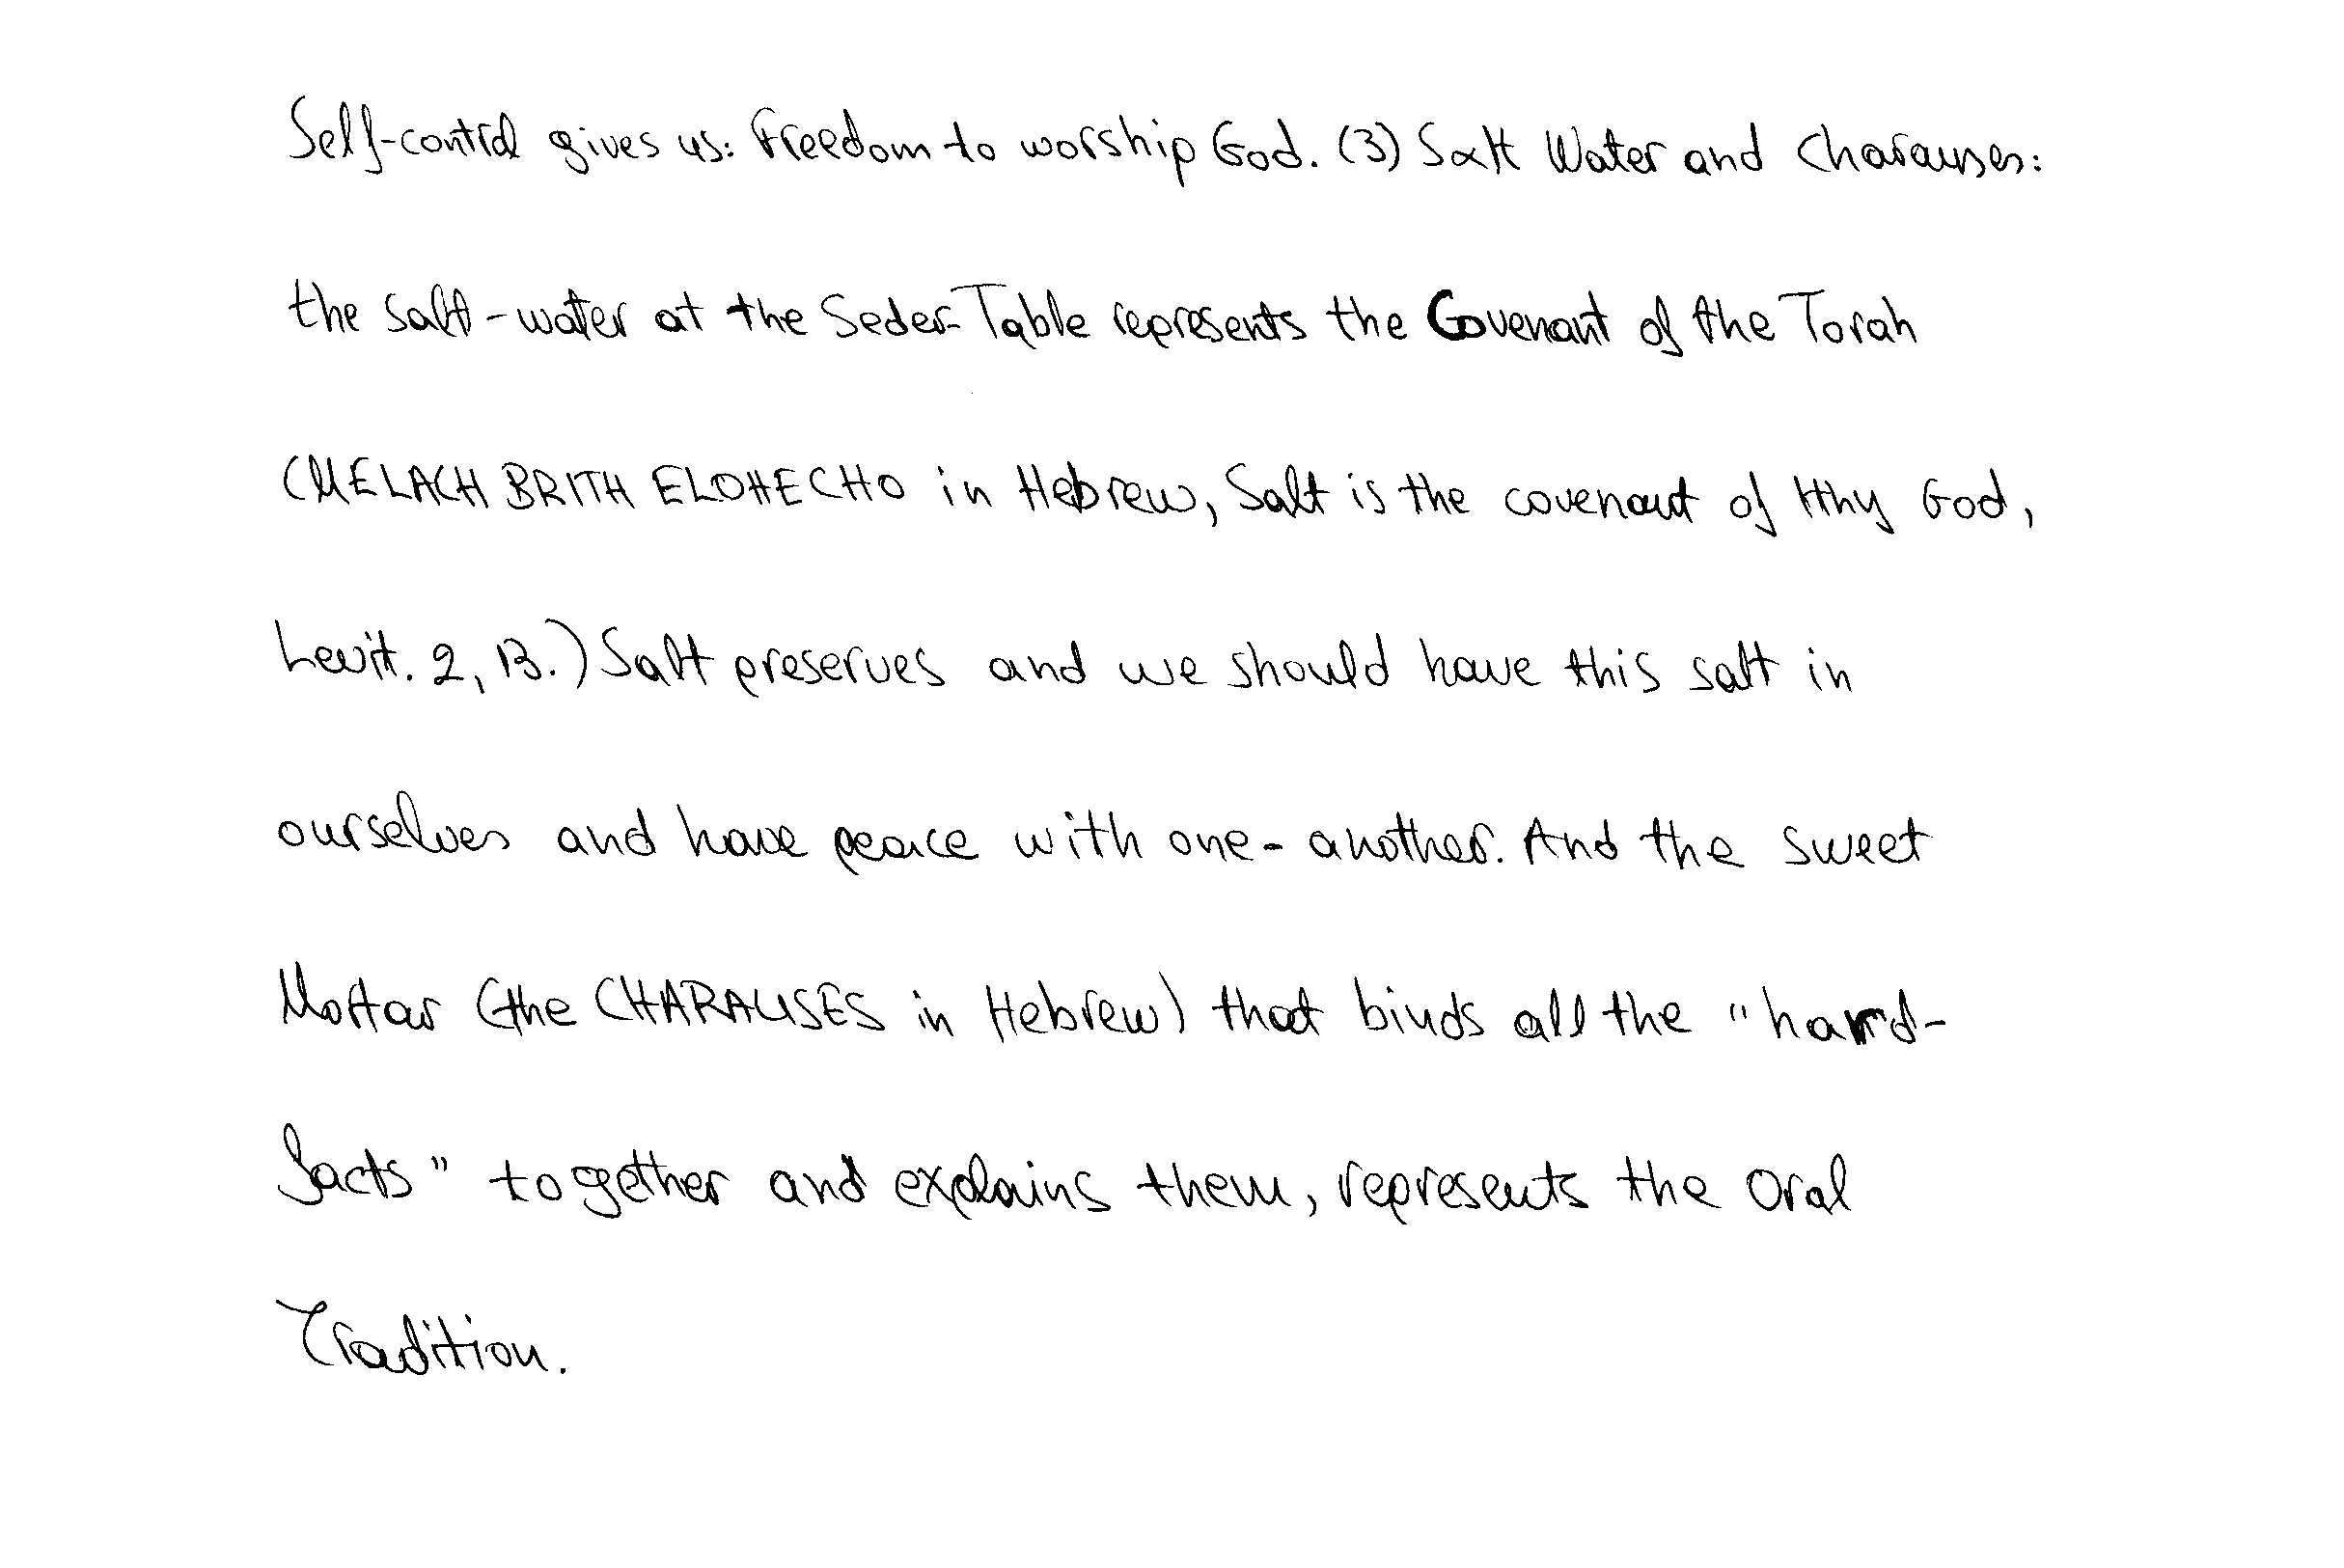 Self-control gives us: Freedom to worship God. (3) Salt Water and Charauses:
the Salt-water at the Seder-Table represents the Covenant of the Torah
(MELACH BRITH ELOHECHO in Hebrew, Salt is the covenant of thy God,
Levit. 2, 13.) Salt preserves and we should have this salt in
ourselves and have peace with one-another. And the sweet
Mortar (the CHARAUSES in Hebrew) that binds all the "hard-
facts" together and explains them, represents the Oral
Tradition.